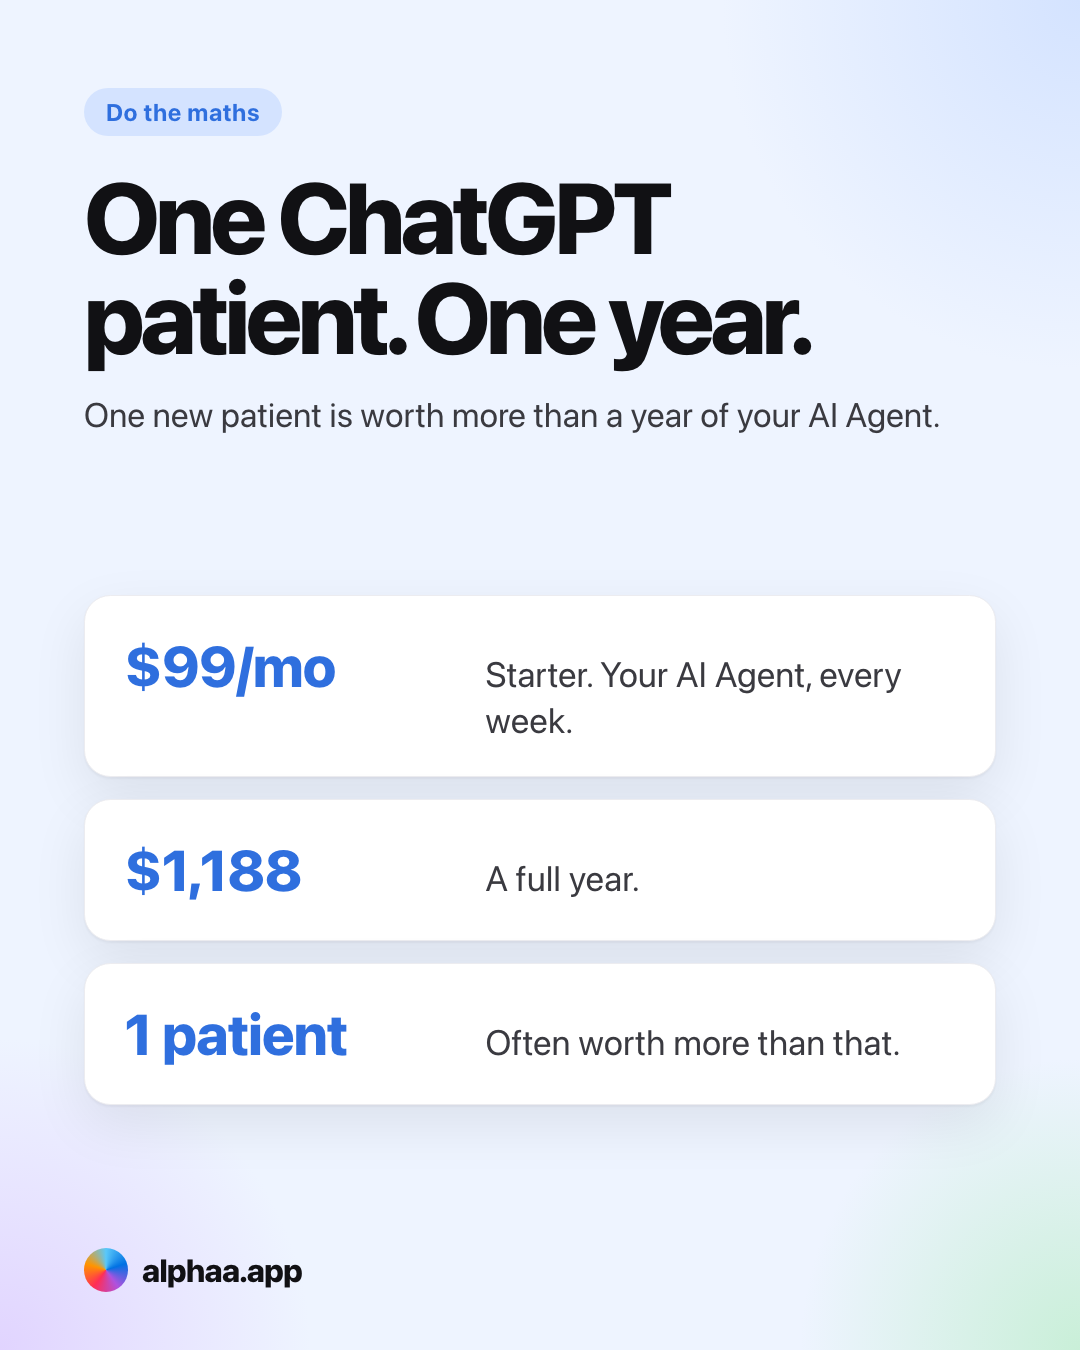 Do the maths
One ChatGPT
patient. One year.
One new patient is worth more than a year of your AI Agent.
$99/mo
Starter. Your AI Agent, every
week.
$1,188
A full year.
1 patient
Often worth more than that.
alphaa.app